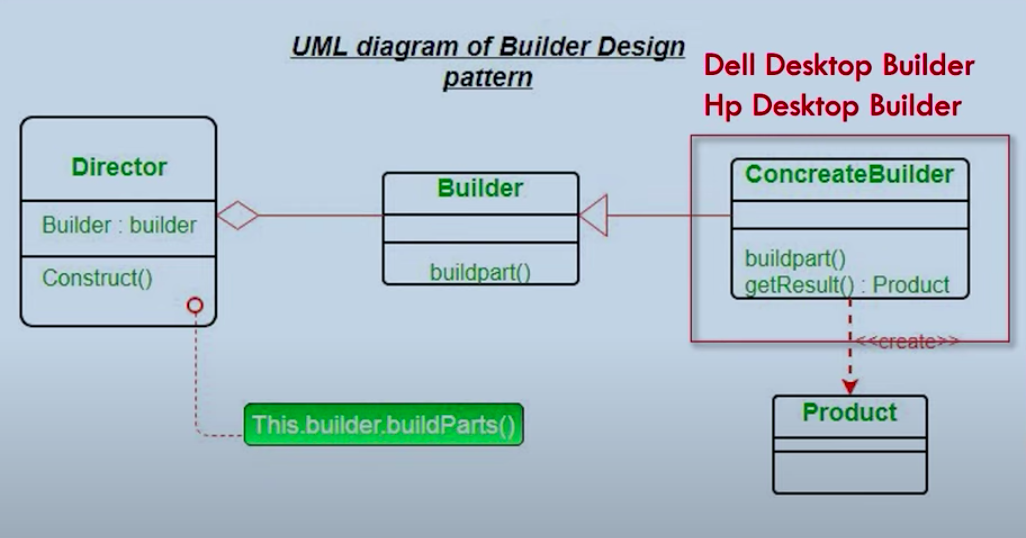 UML diagram of Builder Design
pattern
Dell Desktop Builder
Hp Desktop Builder
Director
Builder : builder
Construct()
Builder
buildpart()
ConcreateBuilder
buildpart()
getResult() : Product
<<create>>
This.builder.buildParts()
Product